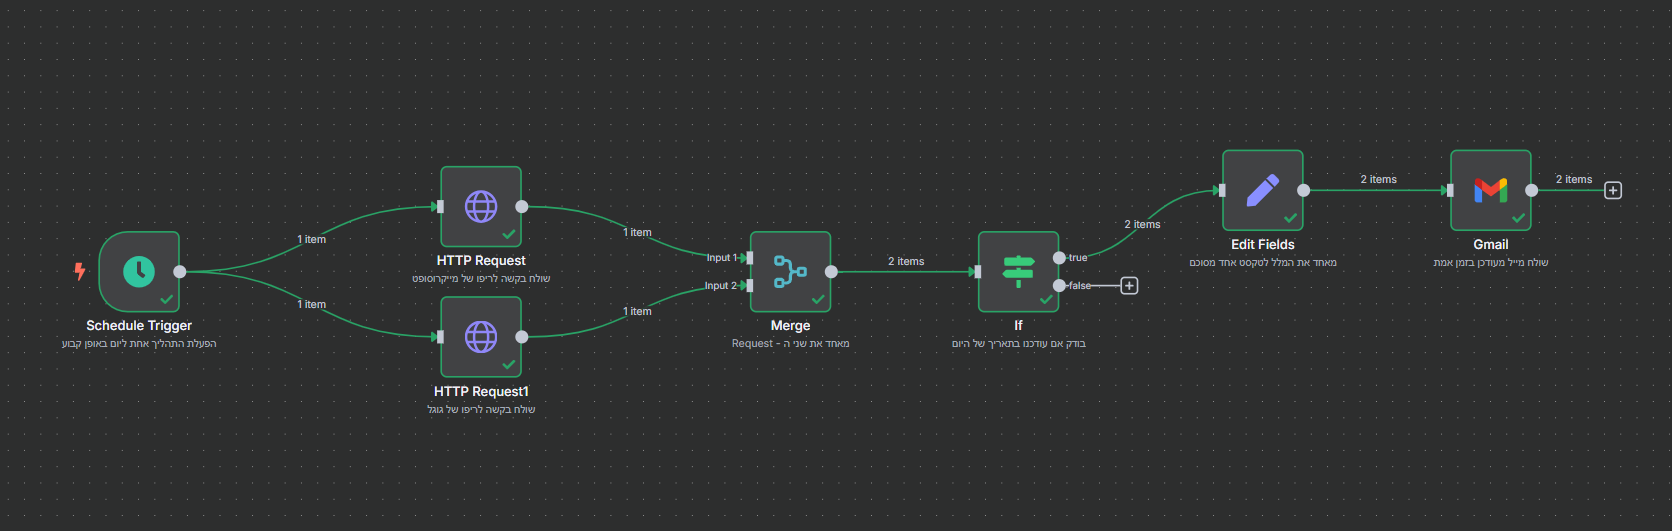 1 item
1 item
Schedule Trigger
הפעלת התהליך אחת ליום באופן קבוע
HTTP Request
שולח בקשה לריפו של מייקרוסופט
HTTP Request1
שולח בקשה לריפו של גוגל
1 item
1 item
Input 1
Input 2
Merge
מאחד את שני ה - Request
2 items
If
בודק אם עודכנו בתאריך של היום
true
false
2 items
Edit Fields
מאחד את המלל לטקסט אחד מסוכם
2 items
Gmail
שולח מייל מעודכן בזמן אמת
2 items